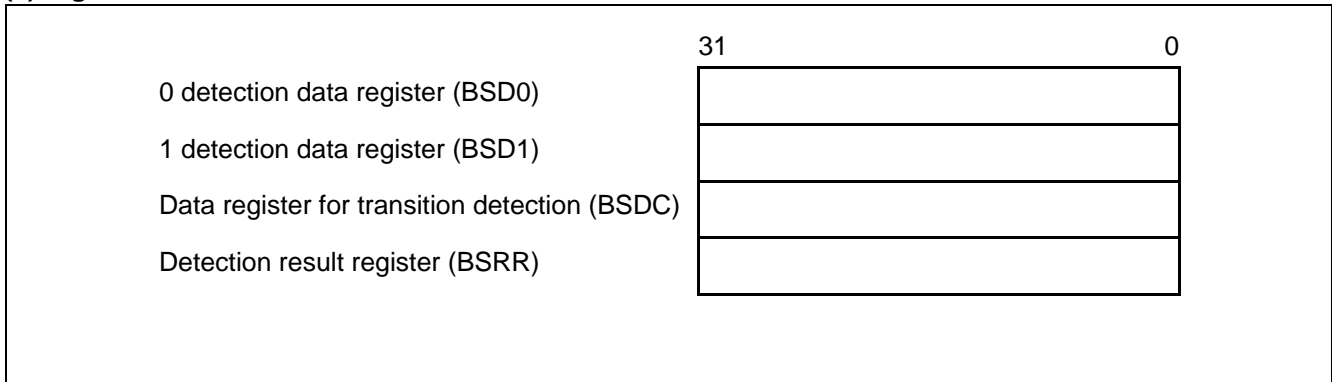 31 0
0 detection data register (BSD0)
1 detection data register (BSD1)
Data register for transition detection (BSDC)
Detection result register (BSRR)